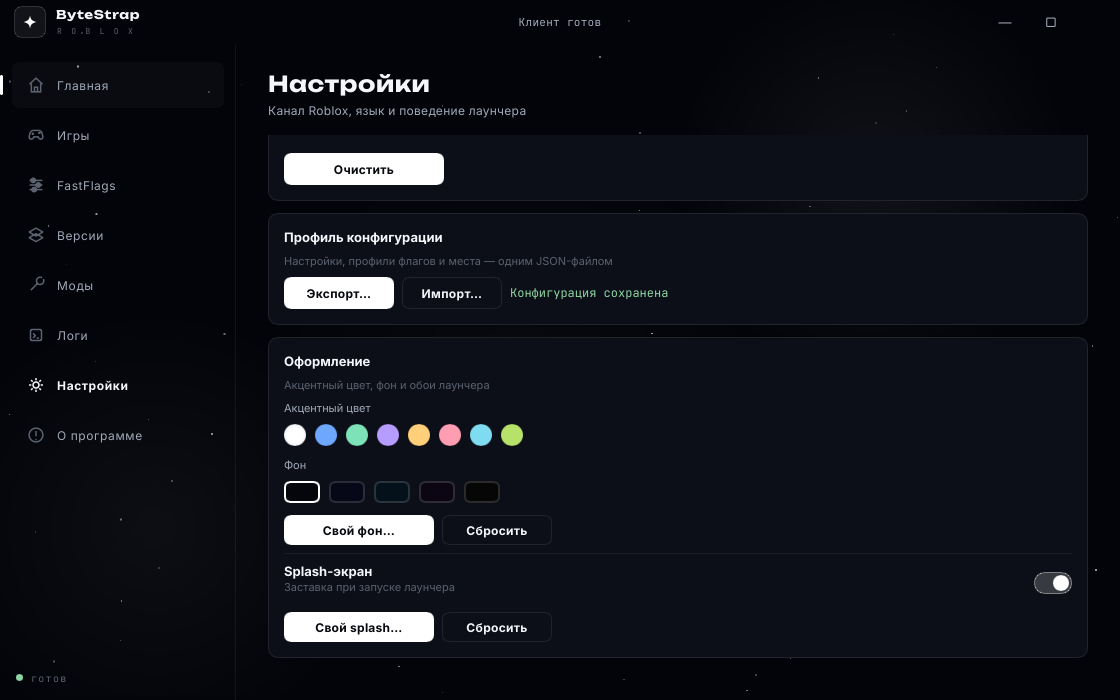 ByteStrap
ROBLOX
Клиент готов
Главная
Игры
FastFlags
Версии
Моды
Логи
Настройки
О программе
готов
Настройки
Канал Roblox, язык и поведение лаунчера
Очистить
Профиль конфигурации
Настройки, профили флагов и места — одним JSON-файлом
Экспорт...
Импорт...
Конфигурация сохранена
Оформление
Акцентный цвет, фон и обои лаунчера
Акцентный цвет
Фон
Свой фон...
Сбросить
Splash-экран
Заставка при запуске лаунчера
Свой splash...
Сбросить